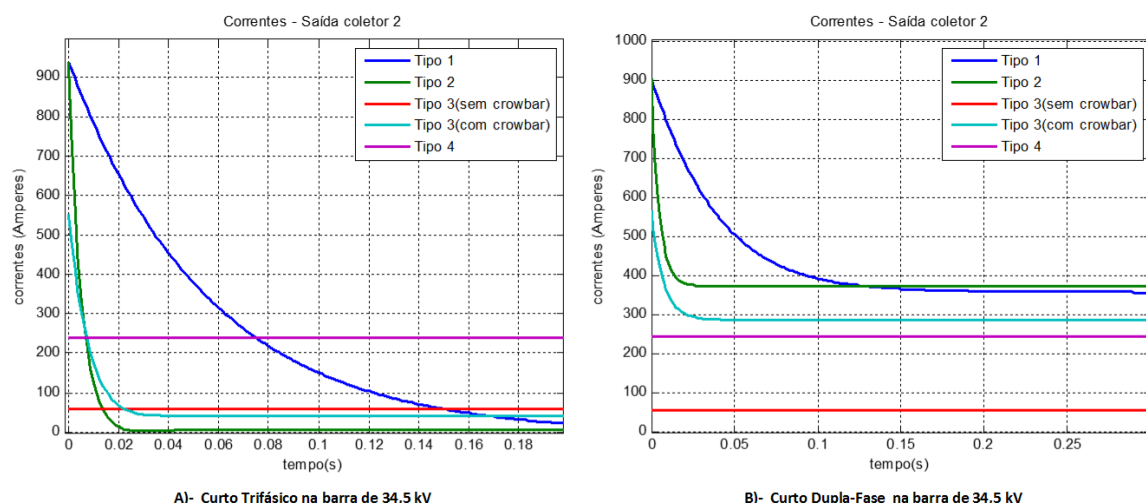 Correntes - Saída coletor 2
correntes (Amperes)
900
800
700
600
500
400
300
200
100
0
Tipo 1
Tipo 2
Tipo 3(sem crowbar)
Tipo 3(com crowbar)
Tipo 4
0 0.02 0.04 0.06 0.08 0.1 0.12 0.14 0.16 0.18
tempo(s)
A)- Curto Trifásico na barra de 34.5 kV
Correntes - Saída coletor 2
correntes (Amperes)
1000
900
800
700
600
500
400
300
200
100
0
Tipo 1
Tipo 2
Tipo 3(sem crowbar)
Tipo 3(com crowbar)
Tipo 4
0 0.05 0.1 0.15 0.2 0.25
tempo(s)
B)- Curto Dupla-Fase na barra de 34.5 kV